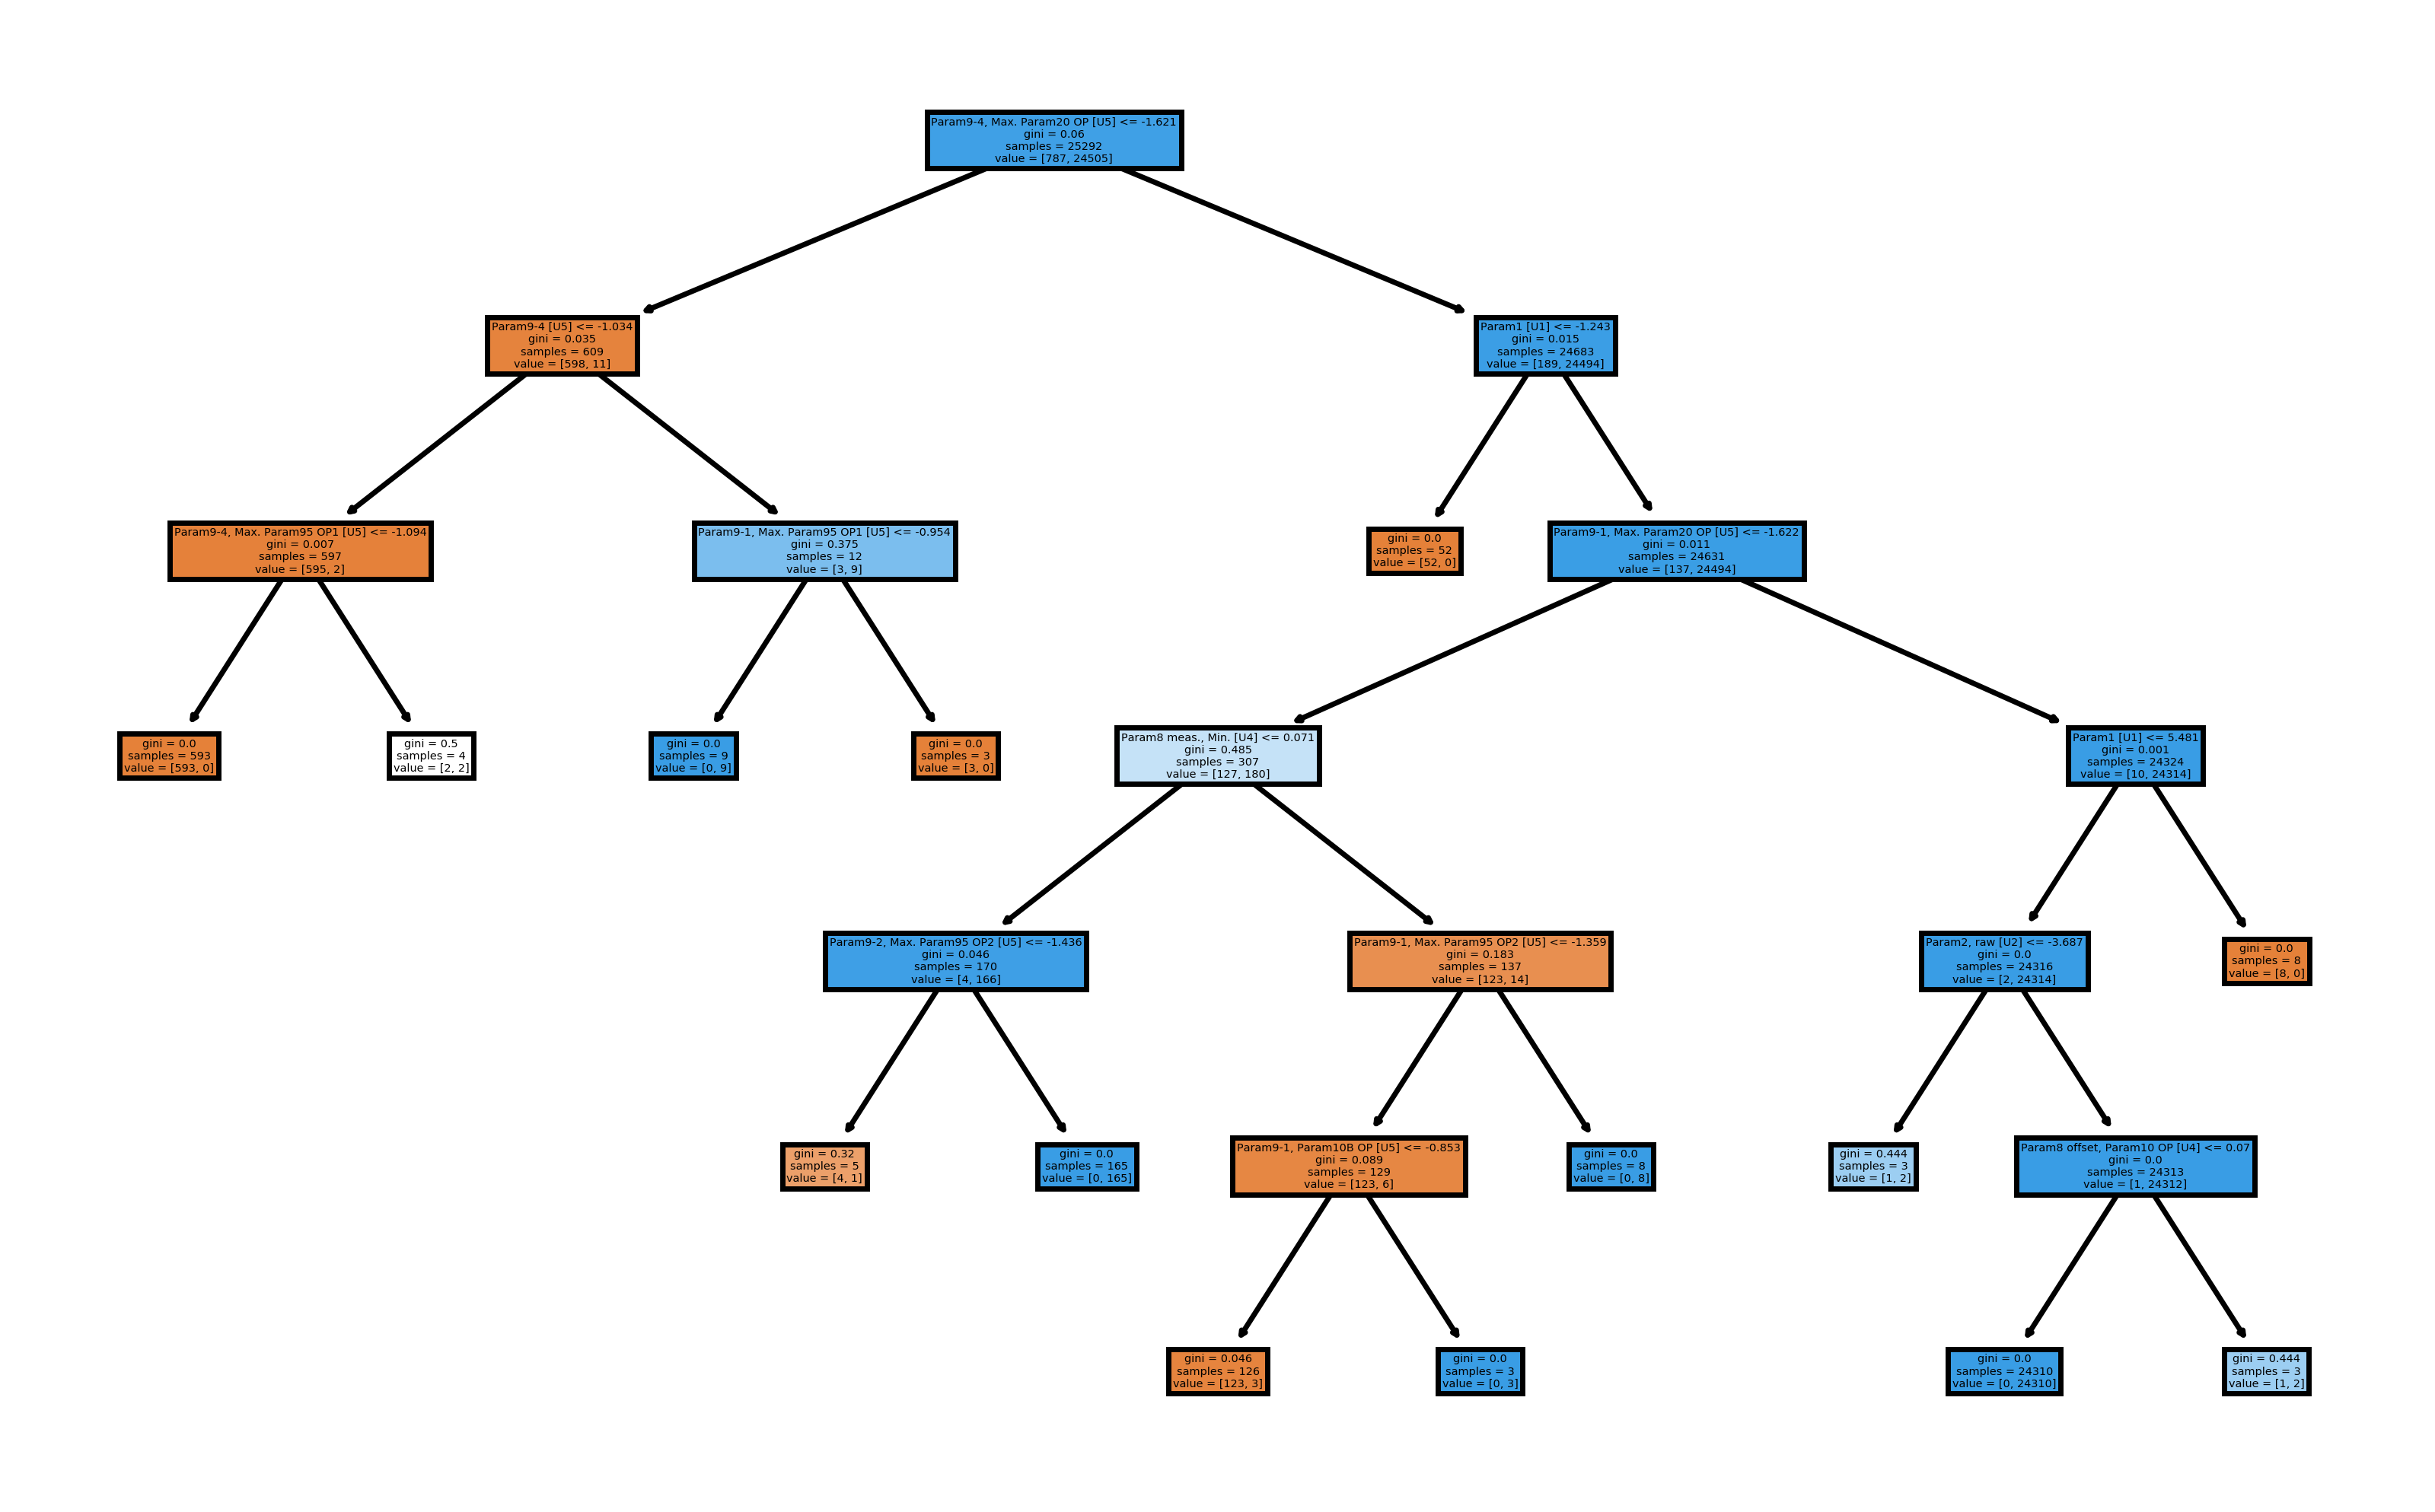 Param9-4, Max. Param20 OP [U5] <= -1.621
gini = 0.06
samples = 25292
value = [787, 24505]
Param9-4 [U5] <= -1.034
gini = 0.035
samples = 609
value = [598, 11]
Param1 [U1] <= -1.243
gini = 0.015
samples = 24683
value = [189, 24494]
Param9-4, Max. Param95 OP1 [U5] <= -1.094
gini = 0.007
samples = 597
value = [595, 2]
Param9-1, Max. Param95 OP1 [U5] <= -0.954
gini = 0.375
samples = 12
value = [3, 9]
gini = 0.0
samples = 52
value = [52, 0]
Param9-1, Max. Param20 OP [U5] <= -1.622
gini = 0.011
samples = 24631
value = [137, 24494]
gini = 0.0
samples = 593
value = [593, 0]
gini = 0.5
samples = 4
value = [2, 2]
gini = 0.0
samples = 9
value = [0, 9]
gini = 0.0
samples = 3
value = [3, 0]
Param8 meas., Min. [U4] <= 0.071
gini = 0.485
samples = 307
value = [127, 180]
Param1 [U1] <= 5.481
gini = 0.001
samples = 24324
value = [10, 24314]
Param9-2, Max. Param95 OP2 [U5] <= -1.436
gini = 0.046
samples = 170
value = [4, 166]
Param9-1, Max. Param95 OP2 [U5] <= -1.359
gini = 0.183
samples = 137
value = [123, 14]
Param2, raw [U2] <= -3.687
gini = 0.0
samples = 24316
value = [2, 24314]
gini = 0.0
samples = 8
value = [8, 0]
gini = 0.32
samples = 5
value = [4, 1]
gini = 0.0
samples = 165
value = [0, 165]
Param9-1, Param10B OP [U5] <= -0.853
gini = 0.089
samples = 129
value = [123, 6]
gini = 0.0
samples = 8
value = [0, 8]
gini = 0.444
samples = 3
value = [1, 2]
Param8 offset, Param10 OP [U4] <= 0.07
gini = 0.0
samples = 24313
value = [1, 24312]
gini = 0.046
samples = 126
value = [123, 3]
gini = 0.0
samples = 3
value = [0, 3]
gini = 0.0
samples = 24310
value = [0, 24310]
gini = 0.444
samples = 3
value = [1, 2]